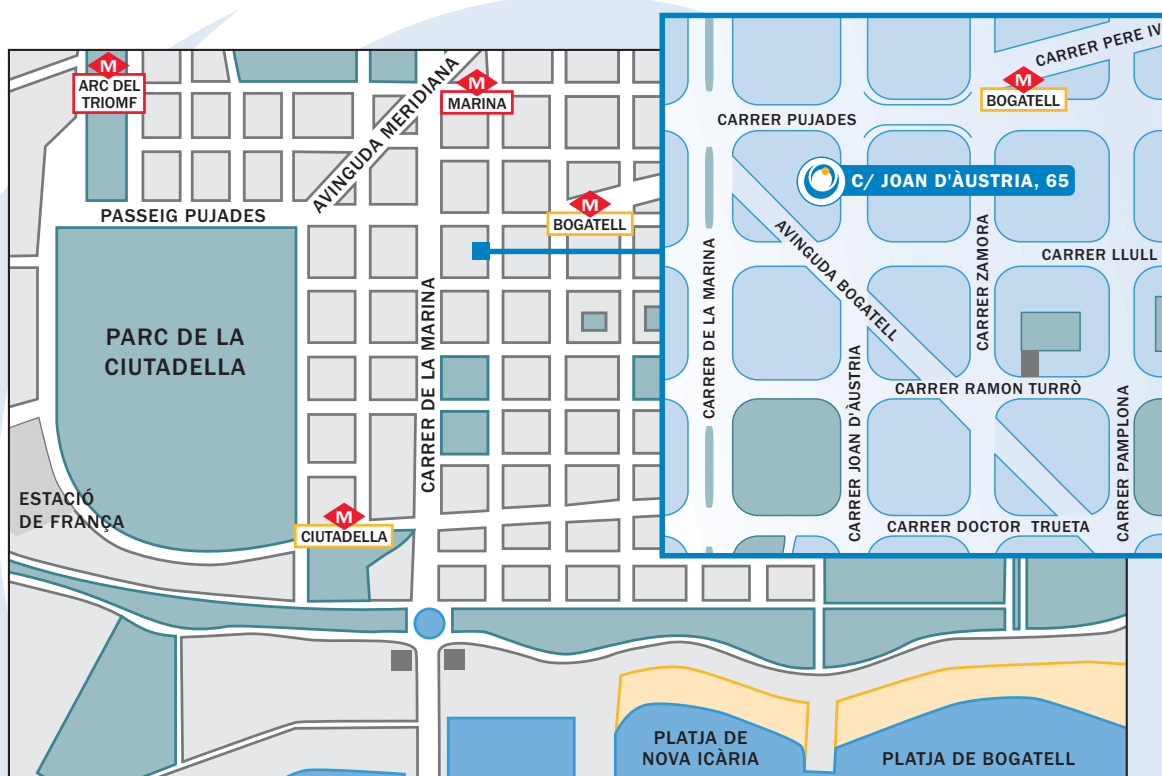 M
ARC DEL
TRIOMF
AVINGUDA MERIDIANA
M
MARINA
PASSEIG PUJADES
M
BOGATELL
PARC DE LA
CIUTADELLA
CARRER DE LA MARINA
ESTACIÓ
DE FRANÇA
M
CIUTADELLA
PLATJA DE
NOVA ICÀRIA
PLATJA DE BOGATELL
CARRER PERE IV
M
BOGATELL
CARRER PUJADES
C/ JOAN D'ÀUSTRIA, 65
AVINGUDA BOGATELL
CARRER ZAMORA
CARRER LLULL
CARRER DE LA MARINA
CARRER JOAN D'ÀUSTRIA
CARRER RAMON TURRÒ
CARRER PAMPLONA
CARRER DOCTOR TRUETA